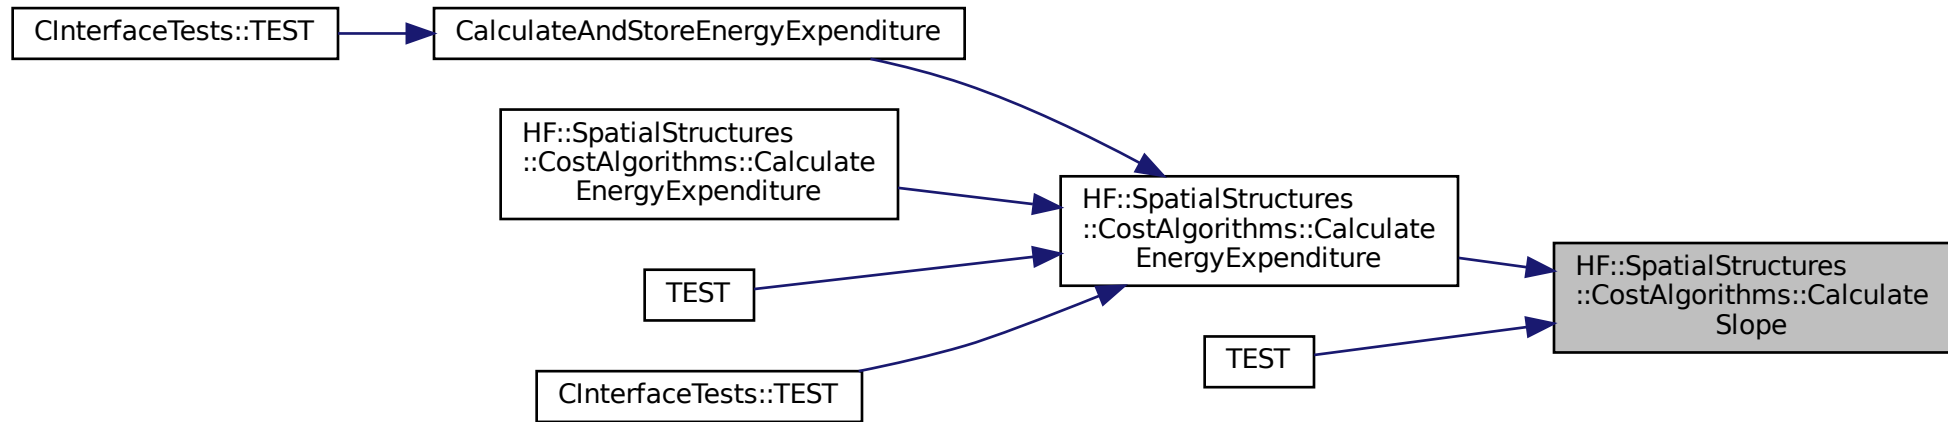 CInterfaceTests::TEST
CalculateAndStoreEnergyExpenditure
HF::SpatialStructures
::CostAlgorithms::Calculate
EnergyExpenditure
TEST
CInterfaceTests::TEST
HF::SpatialStructures
::CostAlgorithms::Calculate
EnergyExpenditure
TEST
HF::SpatialStructures
::CostAlgorithms::Calculate
Slope